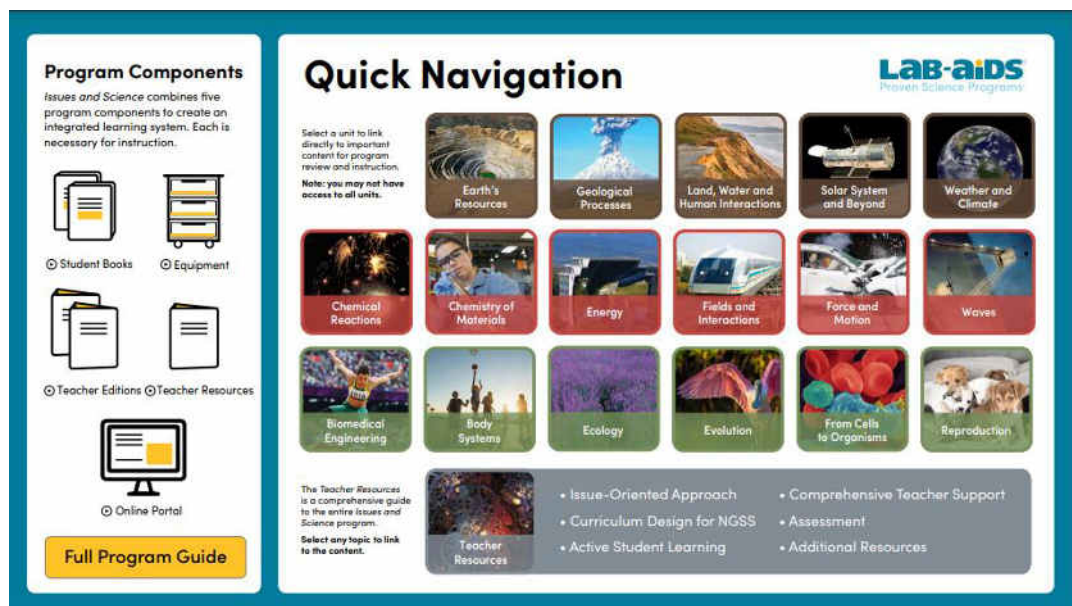 Program Components
Issues and Science combines five
program components to create an
integrated learning system. Each is
necessary for instruction.
Student Books
Equipment
Teacher Editions
Teacher Resources
Online Portal
Full Program Guide
Quick Navigation
LaB-aiDS
Proven Science Programs
Select a unit to link
directly to important
content for program
review and instruction.
Note: you may not have
access to all units.
Earth's
Resources
Geological
Processes
Land, Water and
Human Interactions
Solar System
and Beyond
Weather and
Climate
Chemical
Reactions
Chemistry of
Materials
Energy
Fields and
Interactions
Force and
Motion
Waves
Biomedical
Engineering
Body
Systems
Ecology
Evolution
From Cells
to Organisms
Reproduction
The Teacher Resources
is a comprehensive guide
to the entire Issues and
Science program.
Select any topic to link
to the content.
Teacher
Resources
• Issue-Oriented Approach
• Curriculum Design for NGSS
• Active Student Learning
• Comprehensive Teacher Support
• Assessment
• Additional Resources